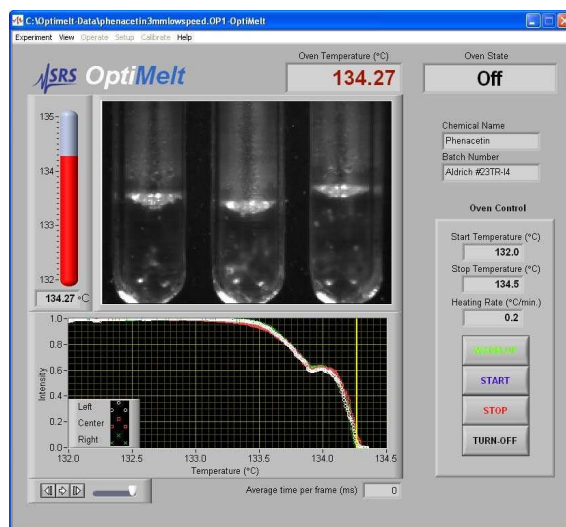 C:\Optimelt-Data\phenacetin3mmlowspeed.OP1-OptiMelt
Experiment View Operate Setup Calibrate Help
SRS OptiMelt
Oven Temperature (°C)
134.27
Oven State
Off
135-
134-
133-
132-
134.27 °C
Chemical Name
Phenacetin
Batch Number
Aldrich #23TR-I4
Oven Control
Start Temperature (°C)
132.0
Stop Temperature (°C)
134.5
Heating Rate (°C/min.)
0.2
START
STOP
TURN-OFF
Intensity
1.0-
0.8-
0.6-
0.4-
0.2-
0.0-
Left
Center
Right
132.0 132.5 133.0 133.5 134.0 134.5
Temperature (°C)
Average time per frame (ms) 0